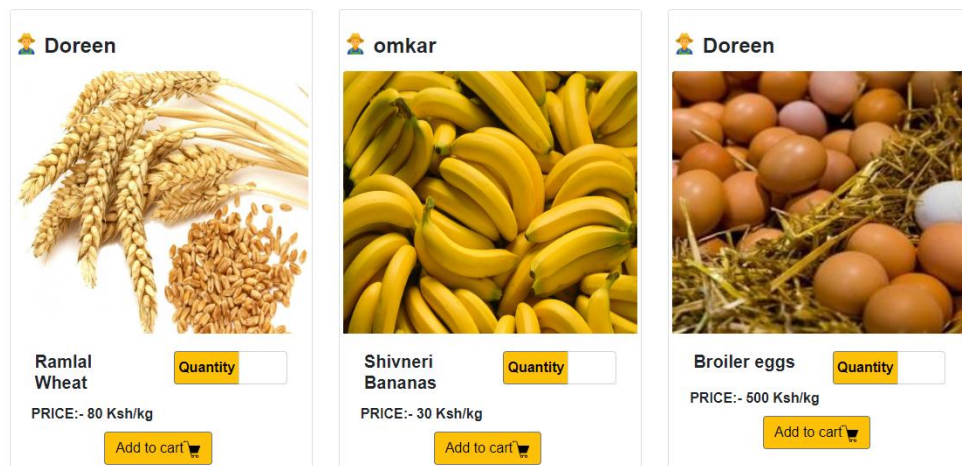 Doreen
Ramlal
Wheat
Quantity
PRICE:- 80 Ksh/kg
Add to cart
omkar
Shivneri
Bananas
Quantity
PRICE:- 30 Ksh/kg
Add to cart
Doreen
Broiler eggs
Quantity
PRICE:- 500 Ksh/kg
Add to cart